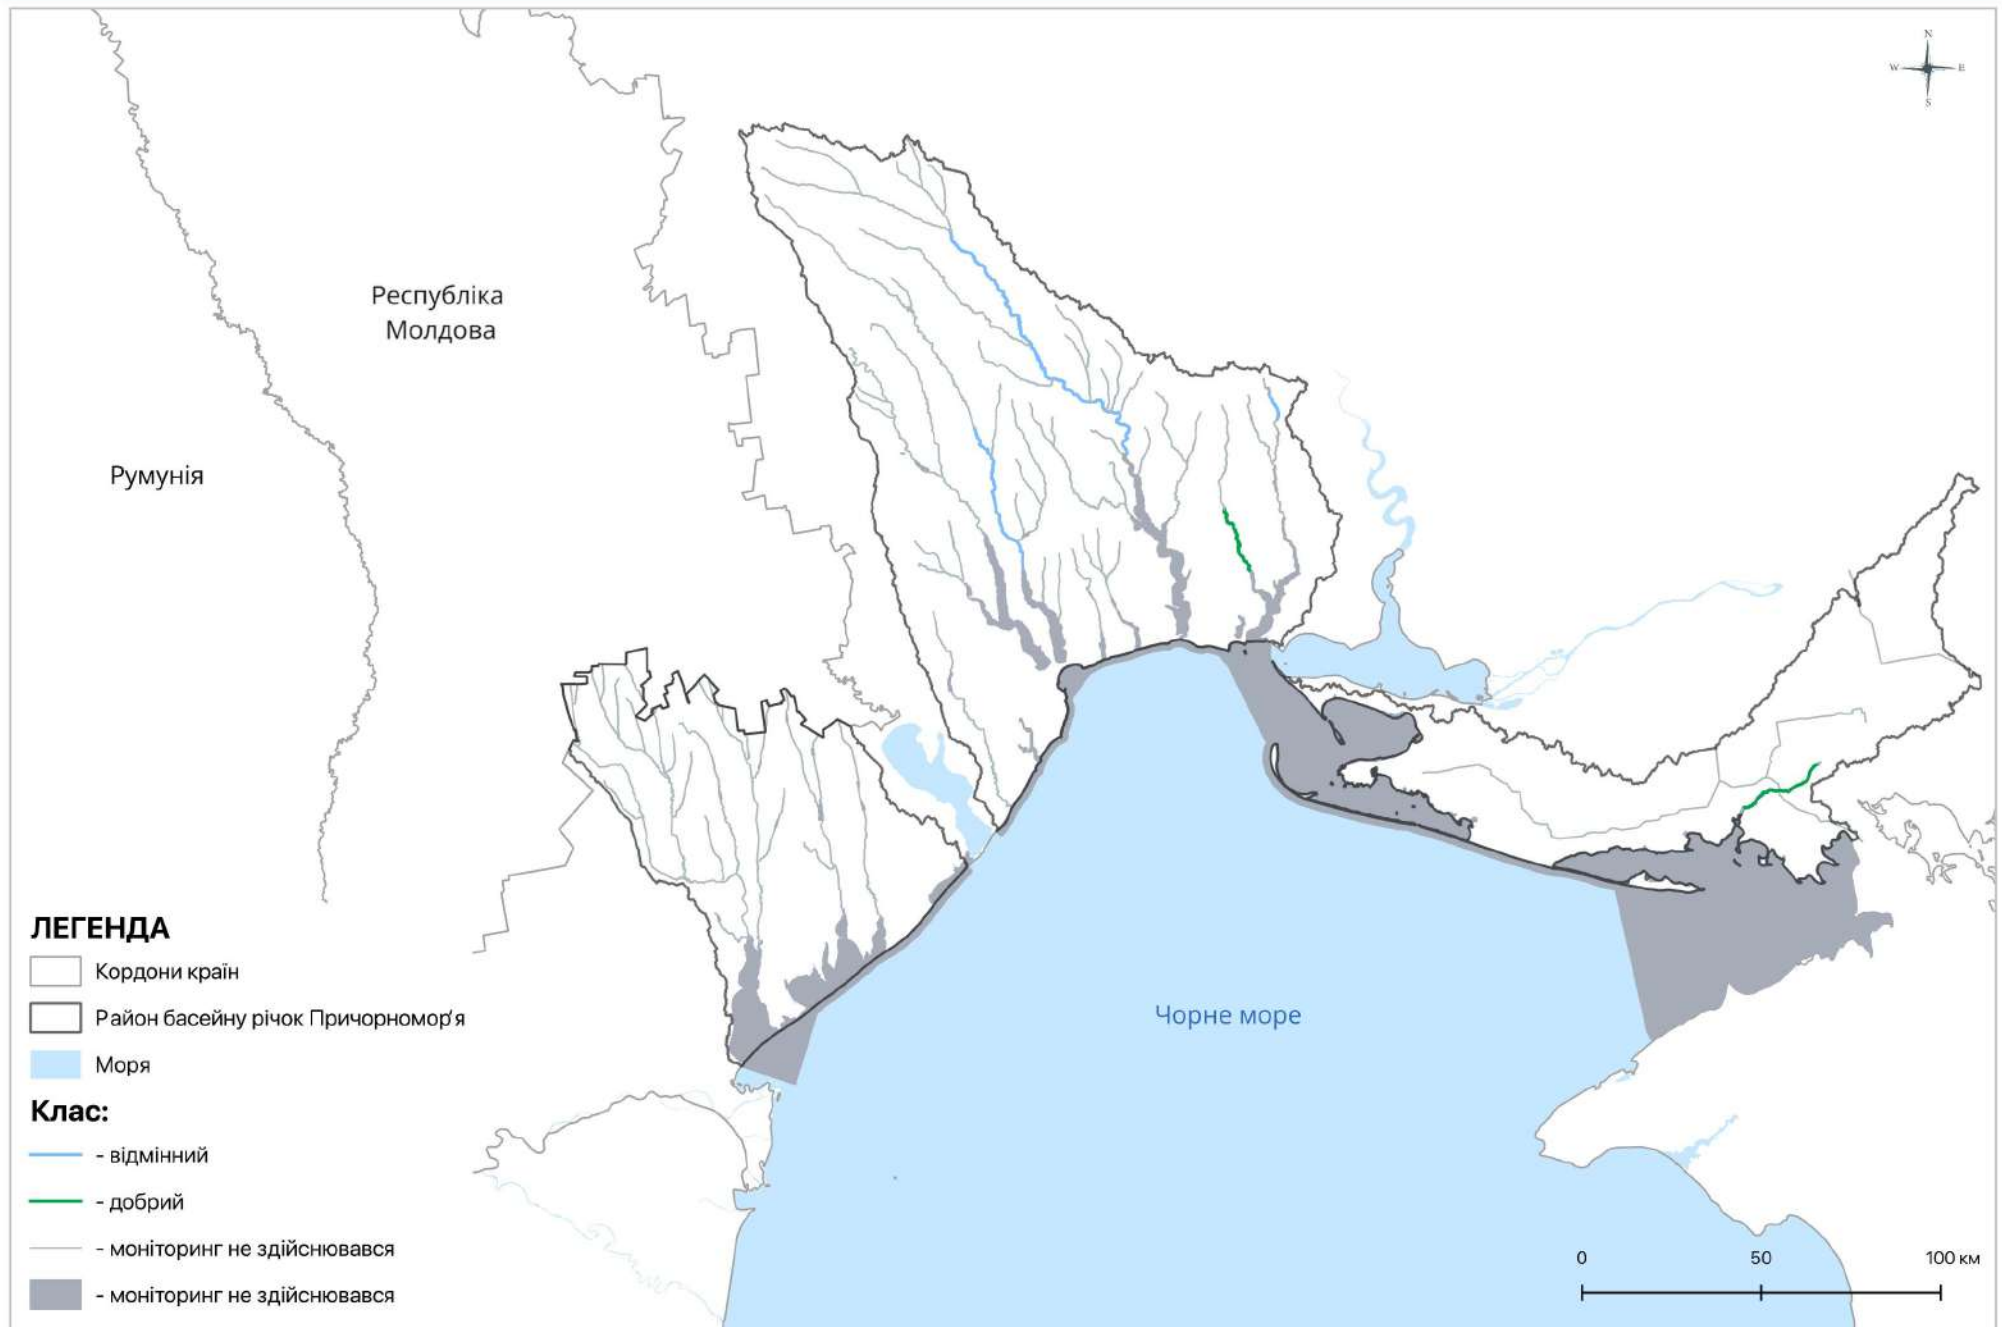 N
W E
S
Республіка
Молдова
Румунія
Чорне море
ЛЕГЕНДА
Кордони країн
Район басейну річок Причорномор'я
Моря
Клас:
- відмінний
- добрий
- моніторинг не здійснювався
- моніторинг не здійснювався
0 50 100 км